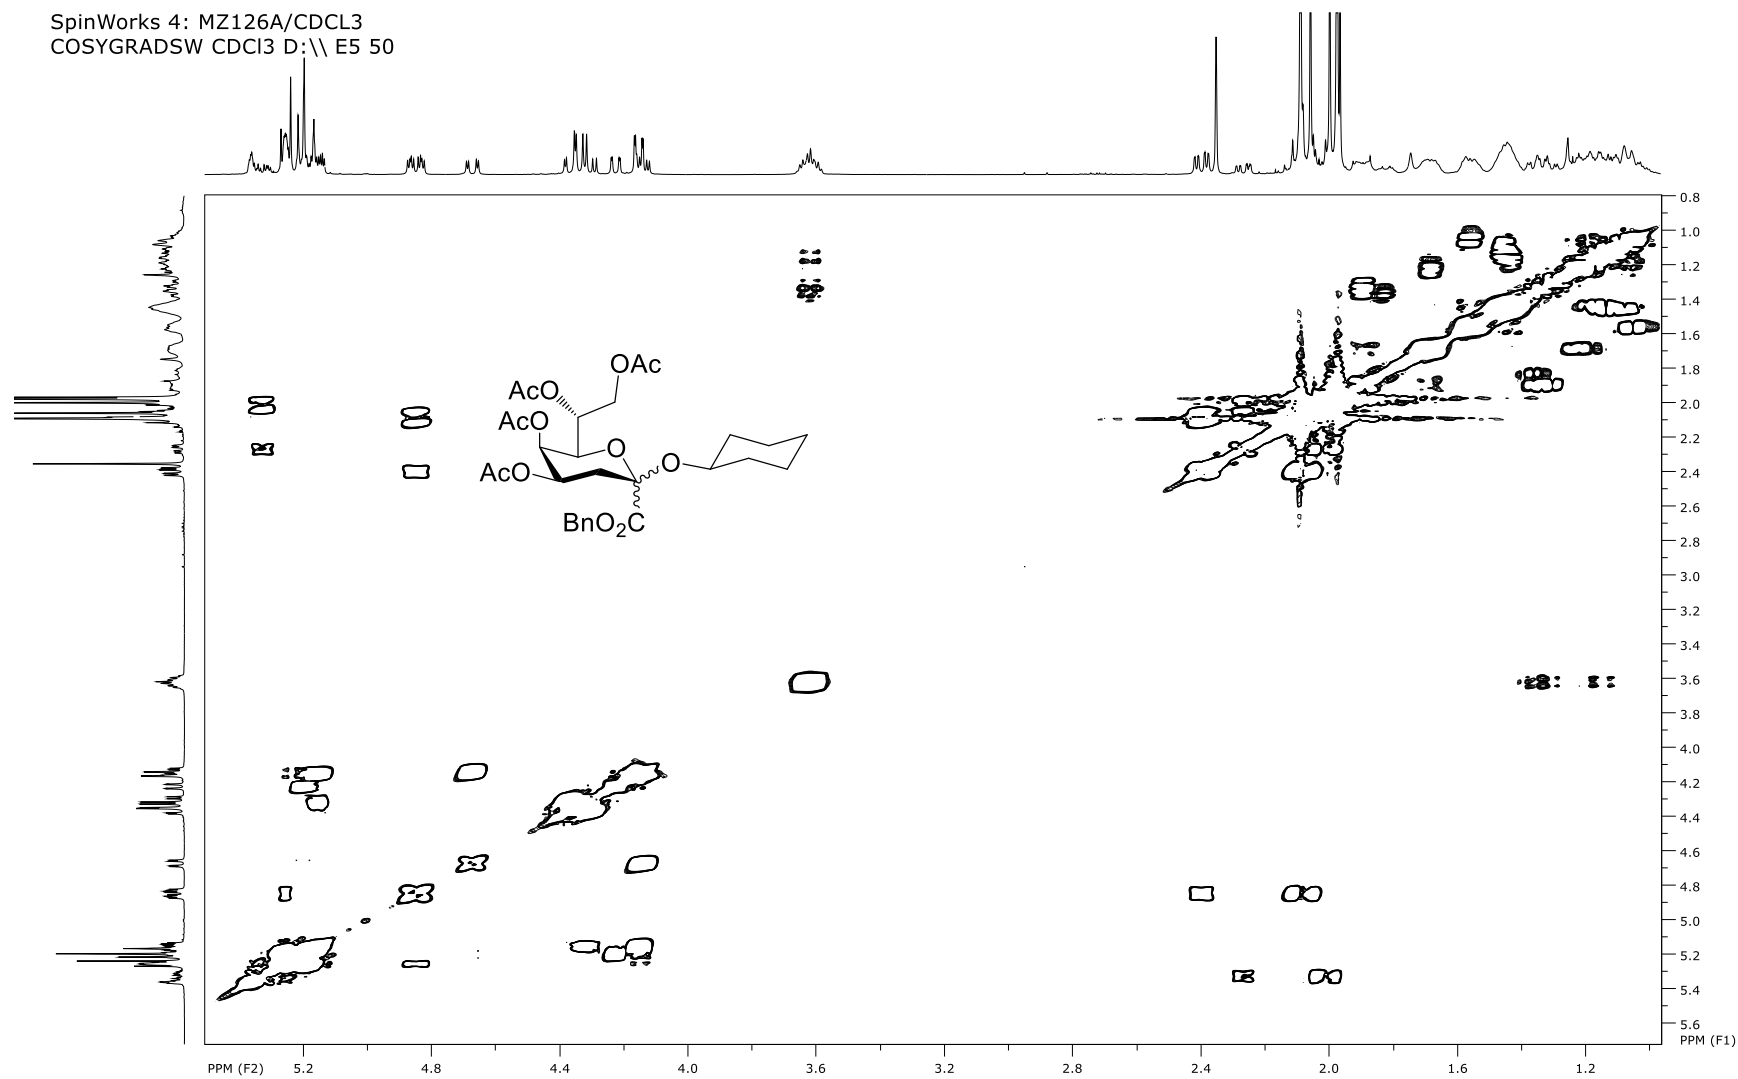 SpinWorks 4: MZ126A/CDCL3
COSYGRADSW CDCl3 D:\\ E5 50
0.8
1.0
1.2
1.4
1.6
1.8
2.0
2.2
2.4
2.6
2.8
3.0
3.2
3.4
3.6
3.8
4.0
4.2
4.4
4.6
4.8
5.0
5.2
5.4
5.6
PPM (F1)
OAc
AcO
AcO
O
O
AcO
BnO2C
PPM (F2) 5.2 4.8 4.4 4.0 3.6 3.2 2.8 2.4 2.0 1.6 1.2